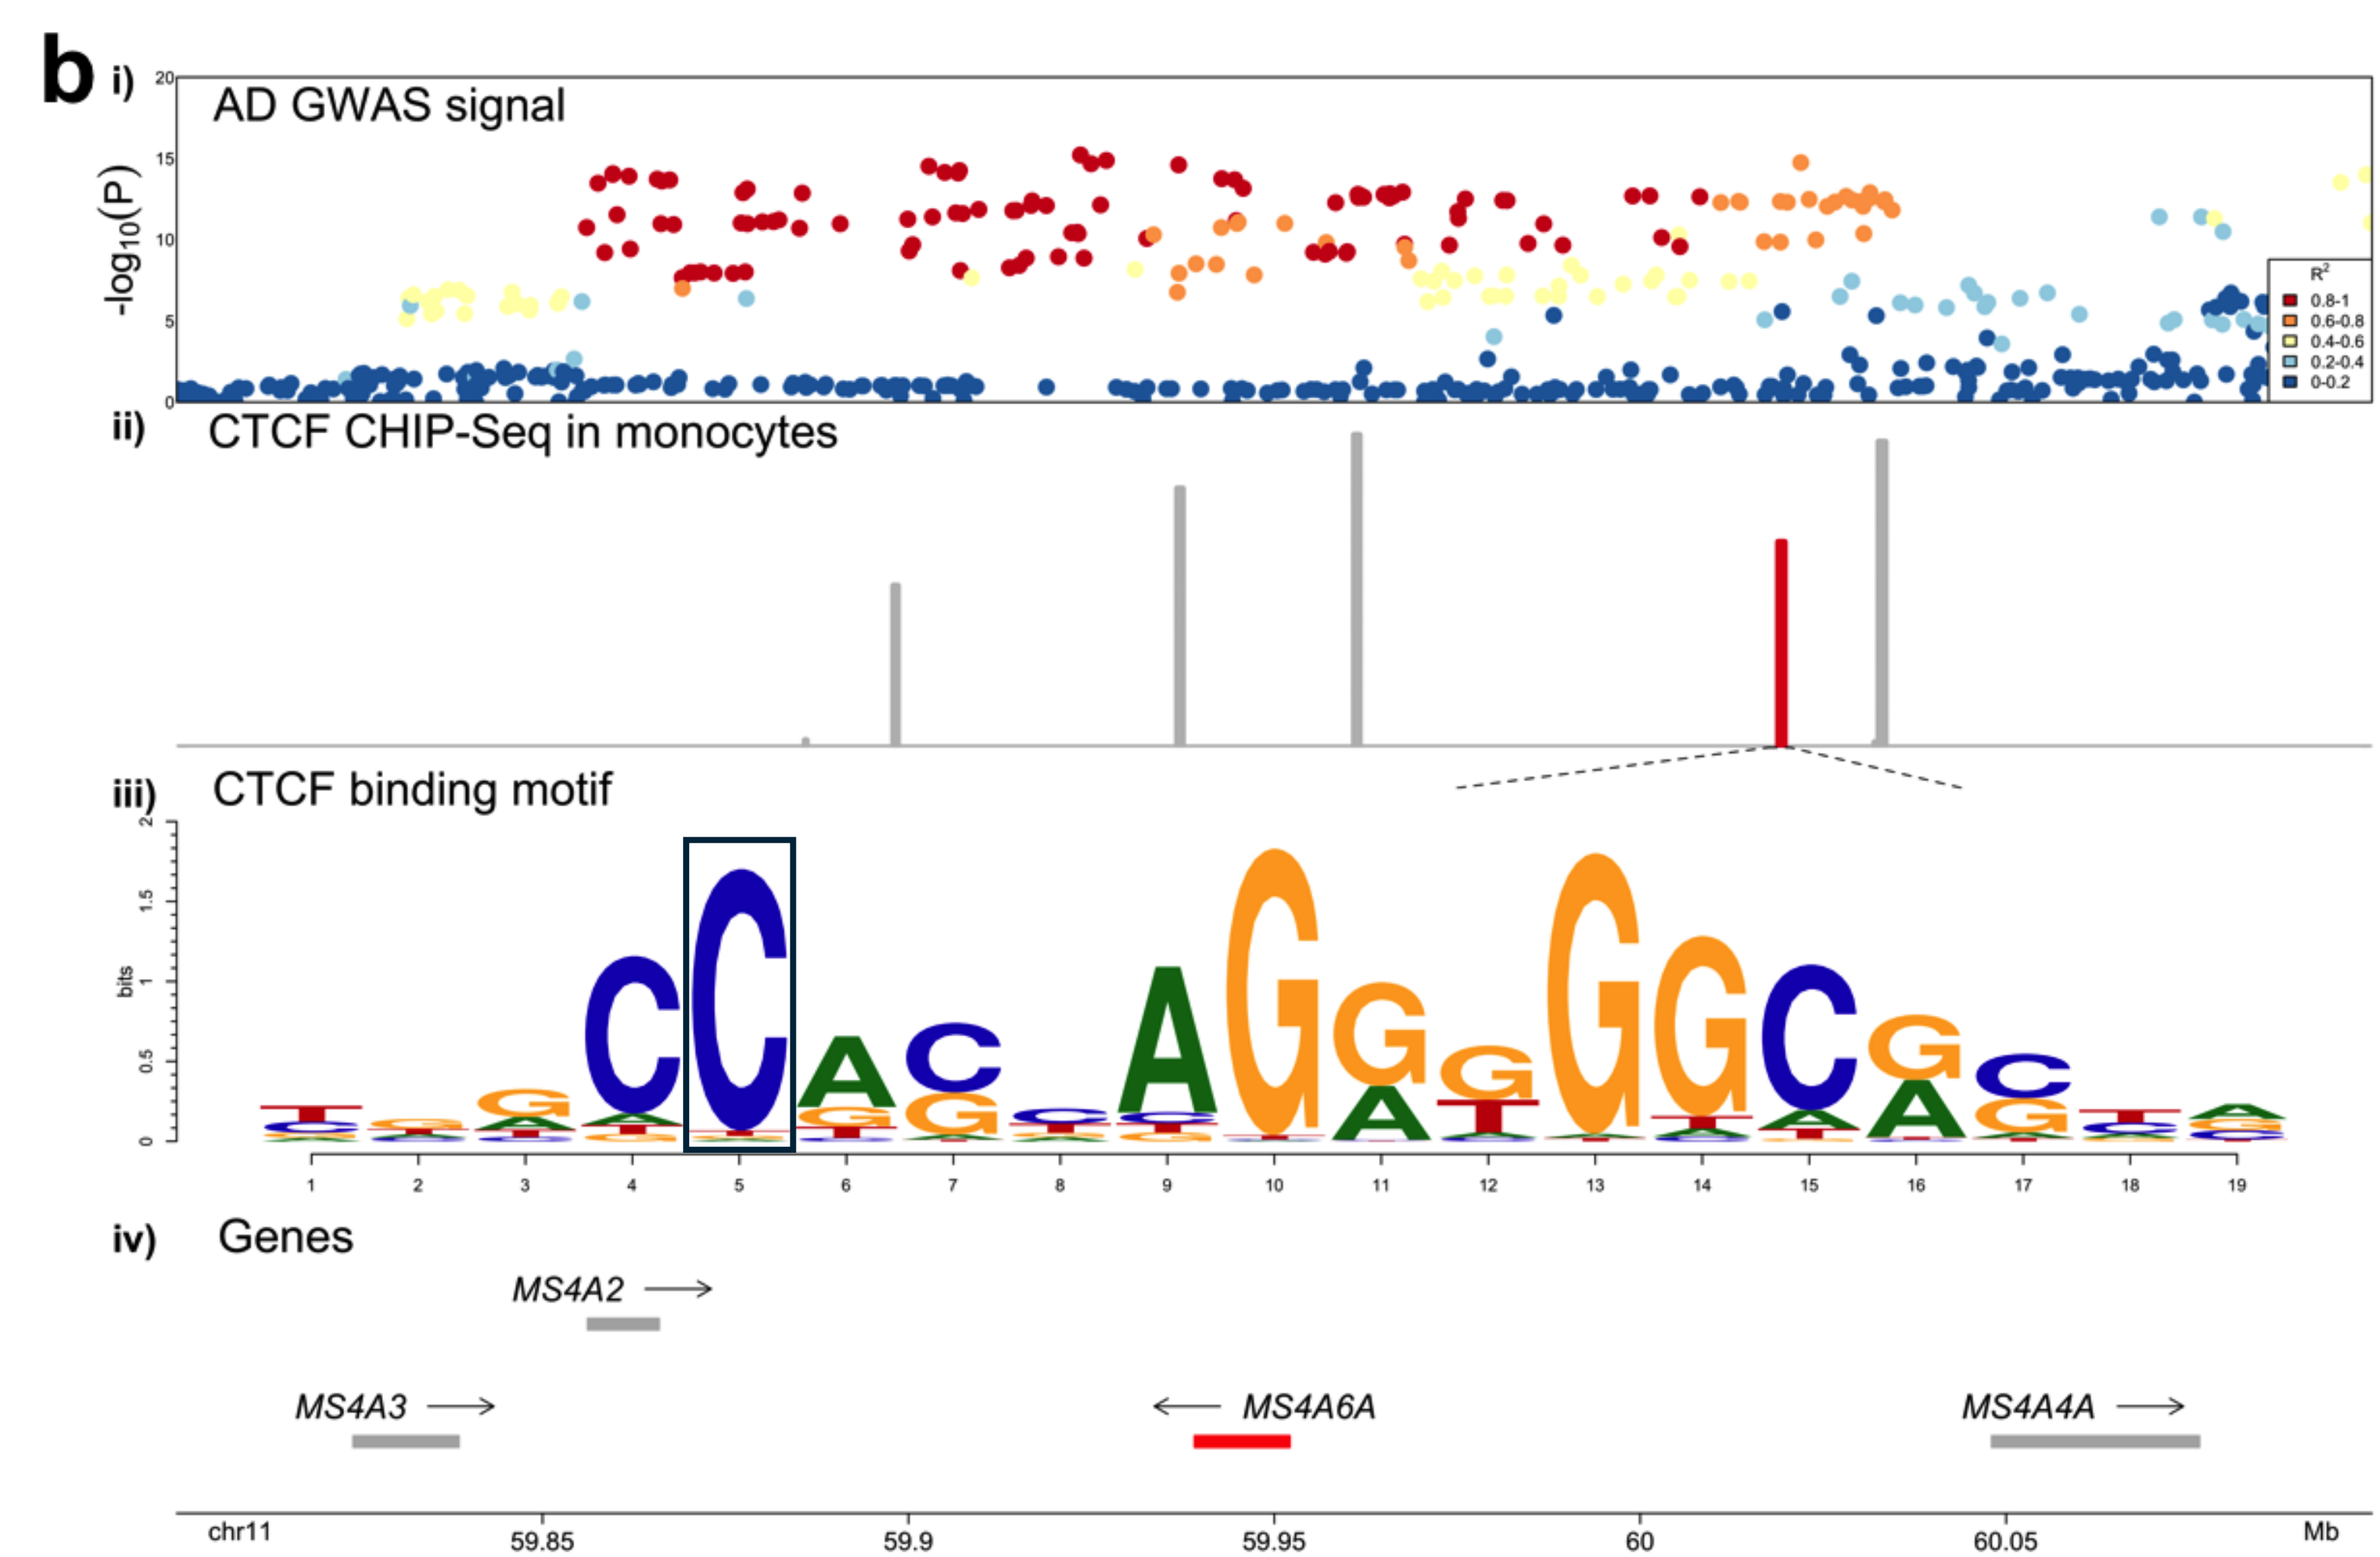 b i)
AD GWAS signal
-log10(P)
20
15
10
5
0
R²
0.8-1
0.6-0.8
0.4-0.6
0.2-0.4
0-0.2
ii) CTCF CHIP-Seq in monocytes
iii) CTCF binding motif
bits
2
1.5
1
0.5
0
C C A C A G G G G G C G C
1 2 3 4 5 6 7 8 9 10 11 12 13 14 15 16 17 18 19
iv) Genes
MS4A2
MS4A3 MS4A6A MS4A4A
chr11 59.85 59.9 59.95 60 60.05 Mb